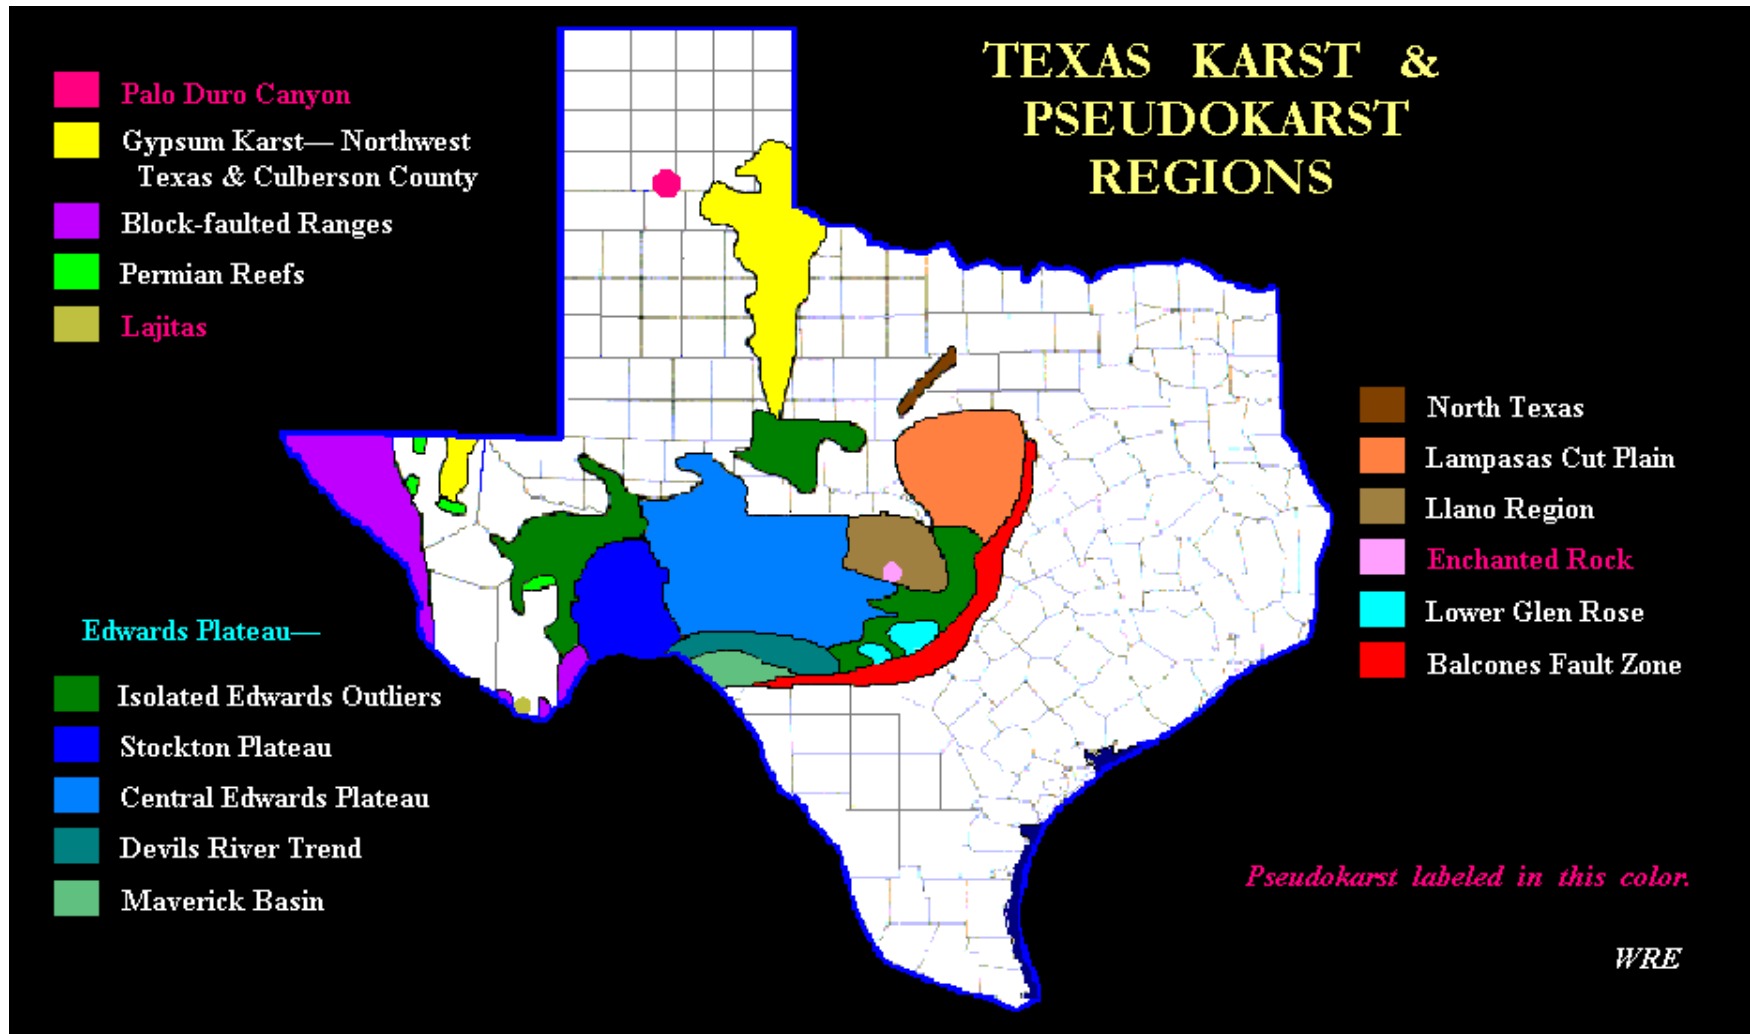 TEXAS KARST &
PSEUDOKARST
REGIONS
Palo Duro Canyon
Gypsum Karst— Northwest
Texas & Culberson County
Block-faulted Ranges
Permian Reefs
Lajitas
Edwards Plateau—
Isolated Edwards Outliers
Stockton Plateau
Central Edwards Plateau
Devils River Trend
Maverick Basin
North Texas
Lampasas Cut Plain
Llano Region
Enchanted Rock
Lower Glen Rose
Balcones Fault Zone
Pseudokarst labeled in this color.
WRE